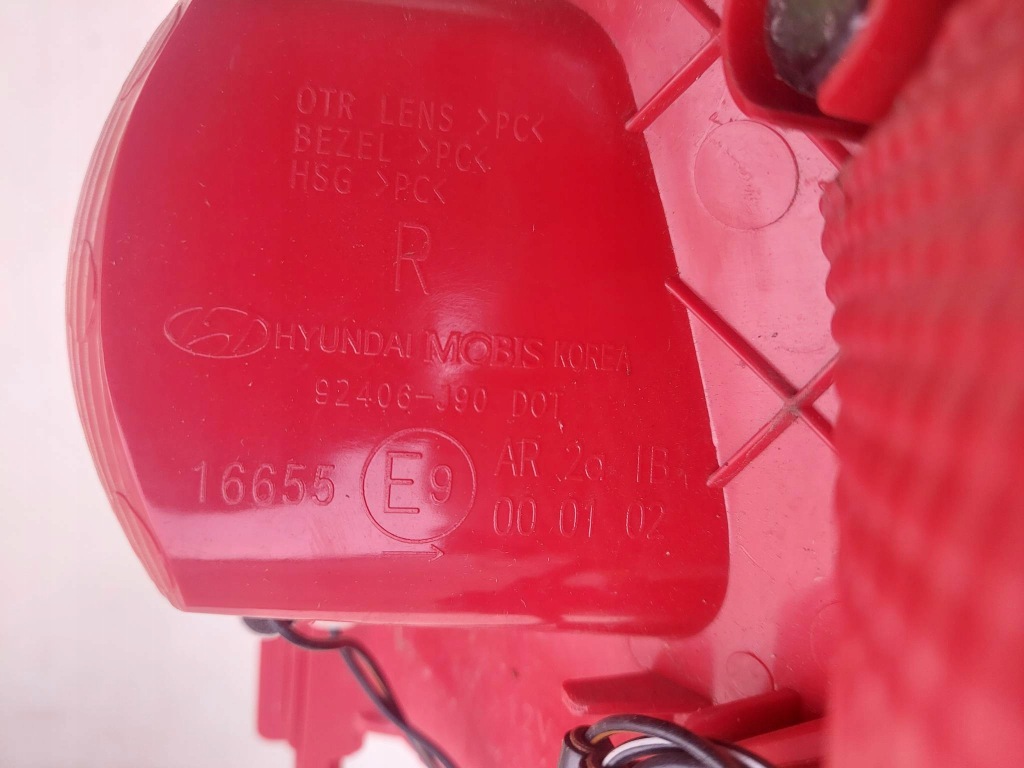 OTR LENS >PC<
BEZEL >PC<
HSG >PC<
R
HYUNDAI MOBIS KOREA
92406-J90 DOT
16655 E9 AR 2a IB
00 01 02